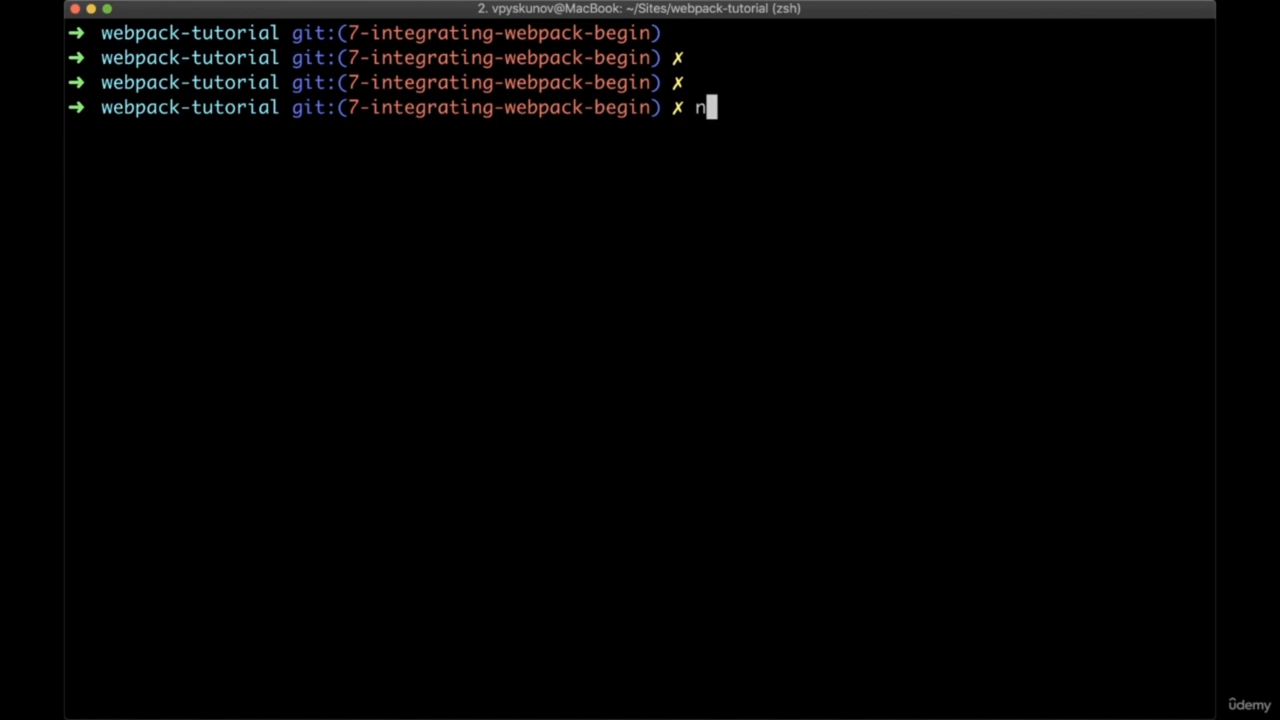 2. vpyskunov@MacBook: ~/Sites/webpack-tutorial (zsh)
➜ webpack-tutorial git:(7-integrating-webpack-begin)
➜ webpack-tutorial git:(7-integrating-webpack-begin) ✗
➜ webpack-tutorial git:(7-integrating-webpack-begin) ✗
➜ webpack-tutorial git:(7-integrating-webpack-begin) ✗ n
ûdemy